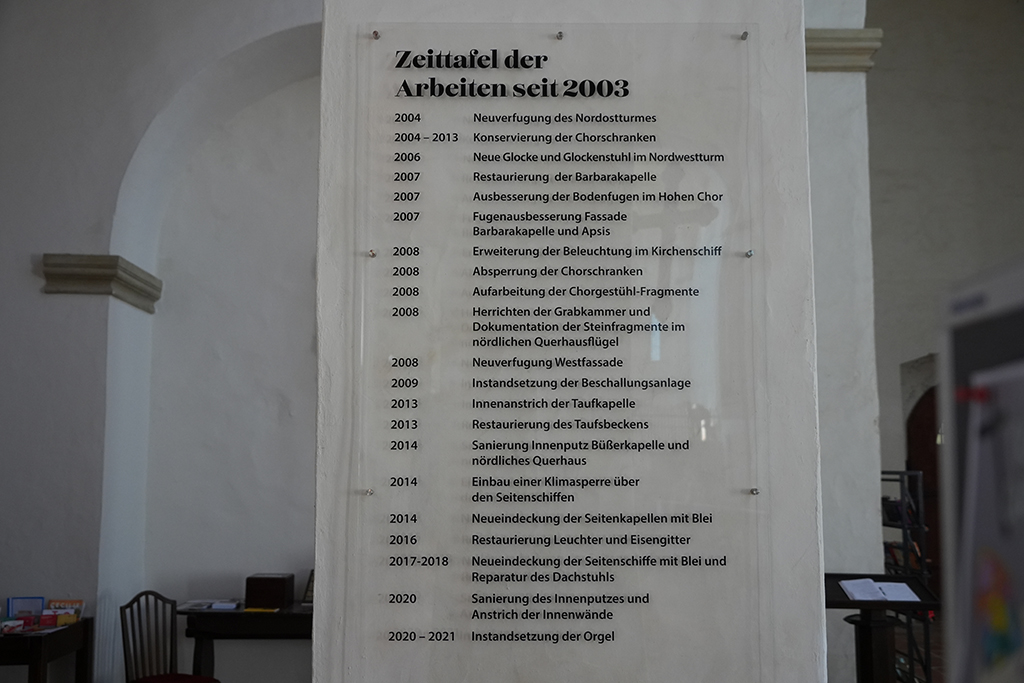 Zeittafel der
Arbeiten seit 2003
2004 Neuverfugung des Nordostturmes
2004 – 2013 Konservierung der Chorschranken
2006 Neue Glocke und Glockenstuhl im Nordwestturm
2007 Restaurierung der Barbarakapelle
2007 Ausbesserung der Bodenfugen im Hohen Chor
2007 Fugenausbesserung Fassade
Barbarakapelle und Apsis
2008 Erweiterung der Beleuchtung im Kirchenschiff
2008 Absperrung der Chorschranken
2008 Aufarbeitung der Chorgestühl-Fragmente
2008 Herrichten der Grabkammer und
Dokumentation der Steinfragmente im
nördlichen Querhausflügel
2008 Neuverfugung Westfassade
2009 Instandsetzung der Beschallungsanlage
2013 Innenanstrich der Taufkapelle
2013 Restaurierung des Taufsbeckens
2014 Sanierung Innenputz Büßerkapelle und
nördliches Querhaus
2014 Einbau einer Klimasperre über
den Seitenschiffen
2014 Neueindeckung der Seitenkapellen mit Blei
2016 Restaurierung Leuchter und Eisengitter
2017-2018 Neueindeckung der Seitenschiffe mit Blei und
Reparatur des Dachstuhls
2020 Sanierung des Innenputzes und
Anstrich der Innenwände
2020 – 2021 Instandsetzung der Orgel